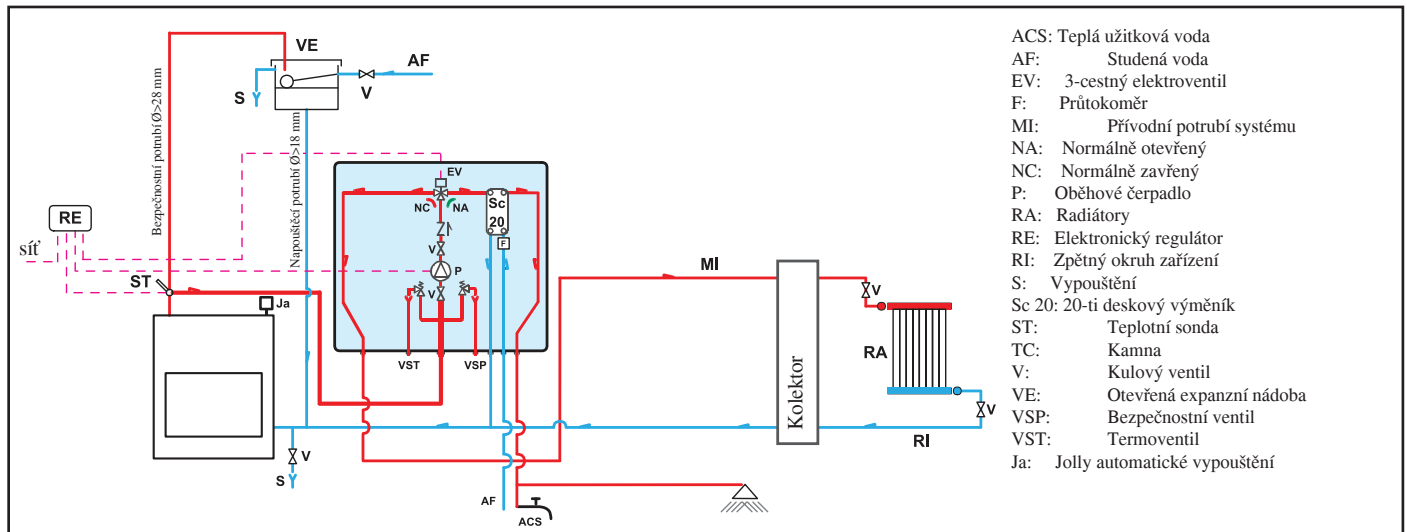 VE
AF
S
V
Bezpečnostní potrubí Ø>28 mm
Napouštěcí potrubí Ø>18 mm
EV
NC
NA
Sc
20
F
RE
síť
V
P
ST
V
Ja
MI
V
Kolektor
RA
V
VST
VSP
RI
V
S
AF
ACS
ACS: Teplá užitková voda
AF: Studená voda
EV: 3-cestný elektroventil
F: Průtokoměr
MI: Přívodní potrubí systému
NA: Normálně otevřený
NC: Normálně zavřený
P: Oběhové čerpadlo
RA: Radiátory
RE: Elektronický regulátor
RI: Zpětný okruh zařízení
S: Vypouštění
Sc 20: 20-ti deskový výměník
ST: Teplotní sonda
TC: Kamna
V: Kulový ventil
VE: Otevřená expanzní nádoba
VSP: Bezpečnostní ventil
VST: Termoventil
Ja: Jolly automatické vypouštění